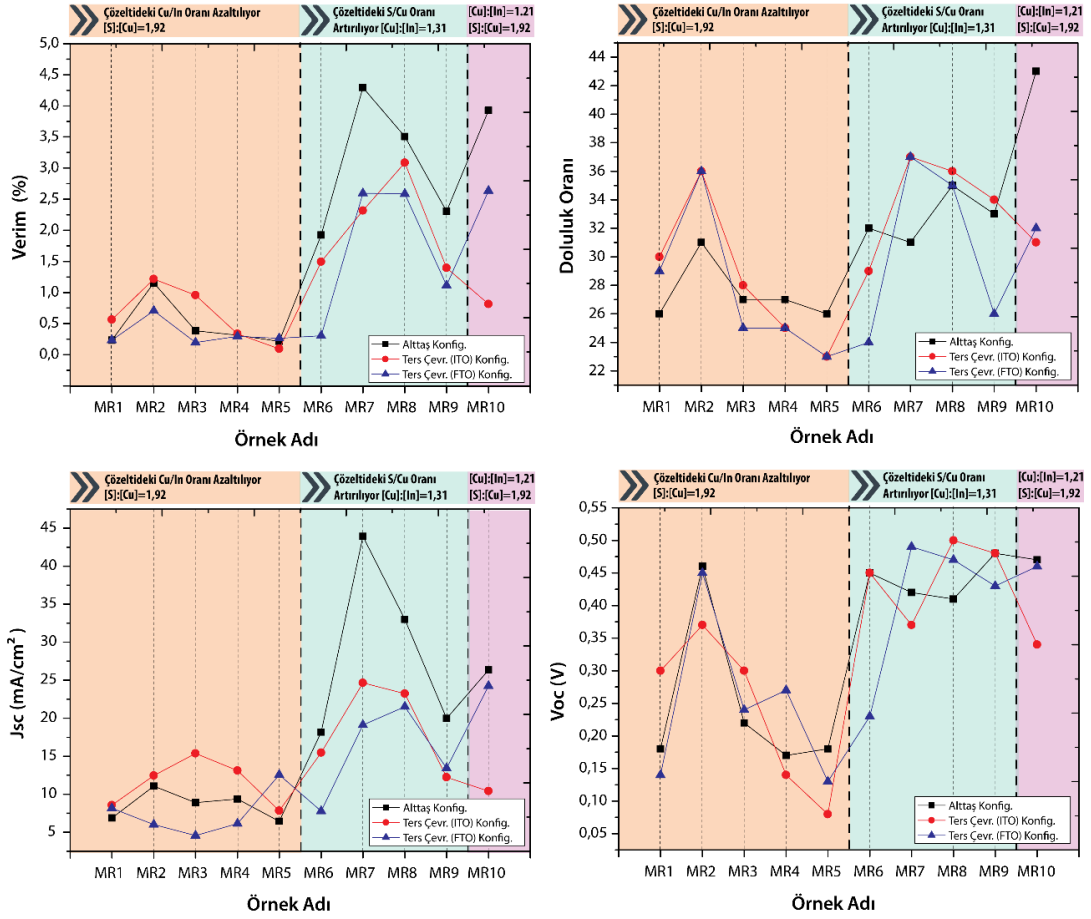 Çözeltideki Cu/In Oranı Azaltılıyor
[S]:[Cu]=1,92
Çözeltideki S/Cu Oranı
Artırılıyor [Cu]:[In]=1,31
[Cu]:[In]=1.21
[S]:[Cu]=1,92
5,0
4,5
4,0
3,5
3,0
2,5
2,0
1,5
1,0
0,5
0,0
Verim (%)
Alttaş Konfig.
Ters Çevr. (ITO) Konfig.
Ters Çevr. (FTO) Konfig.
MR1 MR2 MR3 MR4 MR5 MR6 MR7 MR8 MR9 MR10
Örnek Adı
Çözeltideki Cu/In Oranı Azaltılıyor
[S]:[Cu]=1,92
Çözeltideki S/Cu Oranı
Artırılıyor [Cu]:[In]=1,31
[Cu]:[In]=1,21
[S]:[Cu]=1,92
44
42
40
38
36
34
32
30
28
26
24
22
Doluluk Oranı
Alttaş Konfig.
Ters Çevr. (ITO) Konfig.
Ters Çevr. (FTO) Konfig.
MR1 MR2 MR3 MR4 MR5 MR6 MR7 MR8 MR9 MR10
Örnek Adı
Çözeltideki Cu/In Oranı Azaltılıyor
[S]:[Cu]=1,92
Çözeltideki S/Cu Oranı
Artırılıyor [Cu]:[In]=1,31
[Cu]:[In]=1,21
[S]:[Cu]=1,92
45
40
35
30
25
20
15
10
5
Jsc (mA/cm²)
Alttaş Konfig.
Ters Çevr. (ITO) Konfig.
Ters Çevr. (FTO) Konfig.
MR1 MR2 MR3 MR4 MR5 MR6 MR7 MR8 MR9 MR10
Örnek Adı
Çözeltideki Cu/In Oranı Azaltılıyor
[S]:[Cu]=1,92
Çözeltideki S/Cu Oranı
Artırılıyor [Cu]:[In]=1,31
[Cu]:[In]=1,21
[S]:[Cu]=1,92
0,55
0,50
0,45
0,40
0,35
0,30
0,25
0,20
0,15
0,10
0,05
Voc (V)
Alttaş Konfig.
Ters Çevr. (ITO) Konfig.
Ters Çevr. (FTO) Konfig.
MR1 MR2 MR3 MR4 MR5 MR6 MR7 MR8 MR9 MR10
Örnek Adı